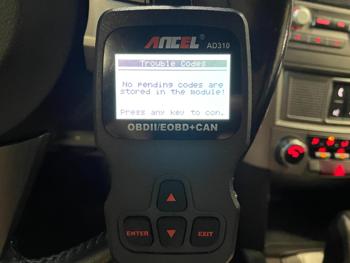 ANCEL
AD310
Trouble Codes
No pending codes are
stored in the module!
Press any key to con.
OBDII/EOBD+CAN
ENTER
EXIT